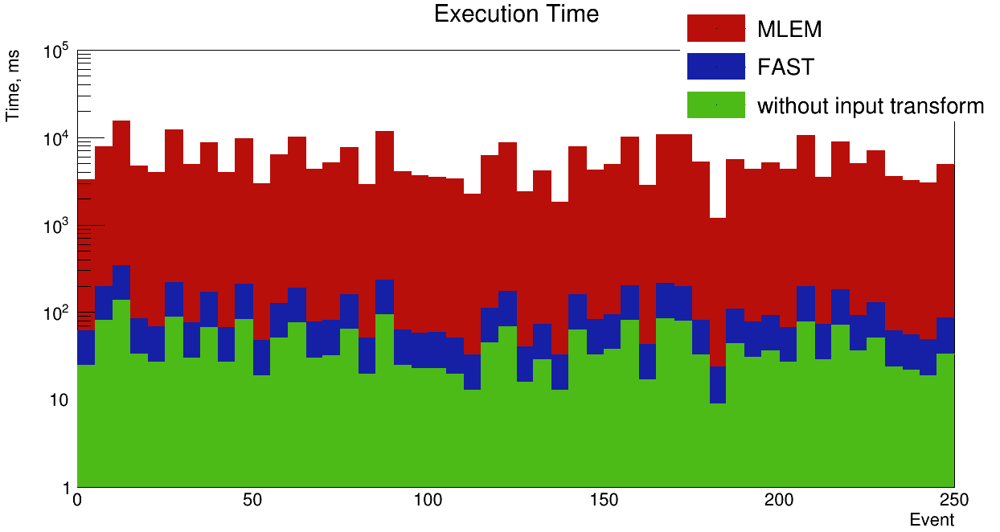 Execution Time
MLEM
FAST
without input transform
Time, ms
10^5
10^4
10^3
10^2
10
1
0 50 100 150 200 250
Event